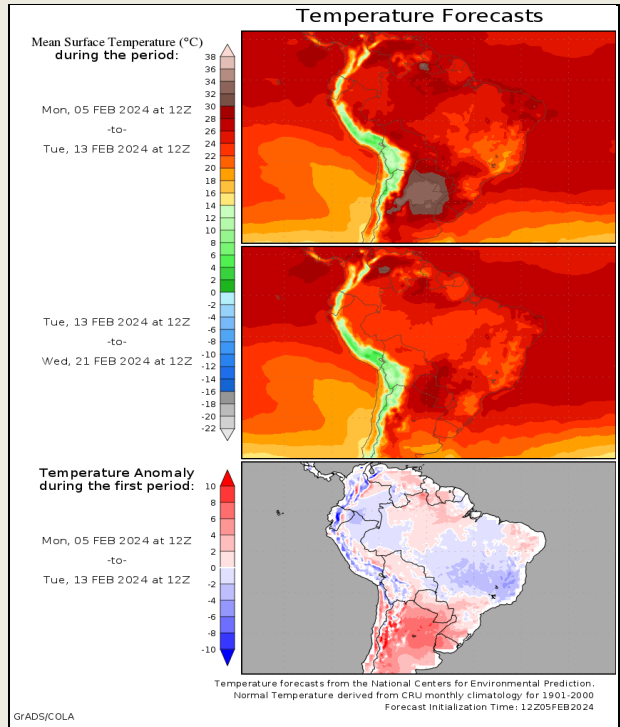 Temperature Forecasts
Mean Surface Temperature (°C)
during the period:
38
36
34
32
30
28
26
24
22
20
18
16
14
12
10
8
6
4
2
0
-2
-4
-6
-8
-10
-12
-14
-16
-18
-20
-22
Mon, 05 FEB 2024 at 12Z
-to-
Tue, 13 FEB 2024 at 12Z
Tue, 13 FEB 2024 at 12Z
-to-
Wed, 21 FEB 2024 at 12Z
Temperature Anomaly
during the first period:
10
8
6
4
2
0
-2
-4
-6
-8
-10
Mon, 05 FEB 2024 at 12Z
-to-
Tue, 13 FEB 2024 at 12Z
Temperature forecasts from the National Centers for Environmental Prediction.
Normal Temperature derived from CRU monthly climatology for 1901-2000
Forecast Initialization Time: 12Z05FEB2024
GrADS/COLA